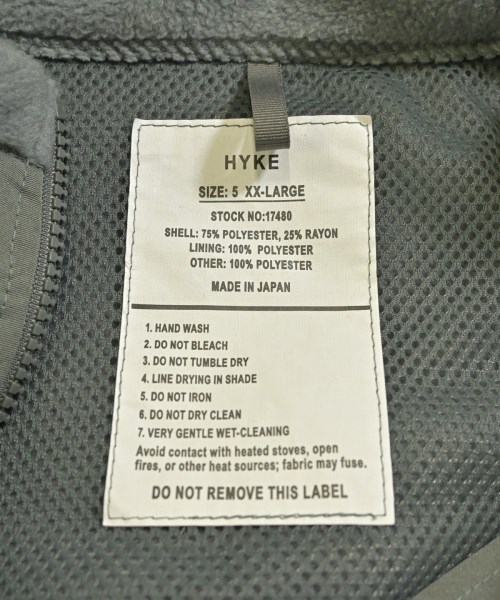 HYKE
SIZE: 5 XX-LARGE
STOCK NO:17480
SHELL: 75% POLYESTER, 25% RAYON
LINING: 100% POLYESTER
OTHER: 100% POLYESTER
MADE IN JAPAN
1. HAND WASH
2. DO NOT BLEACH
3. DO NOT TUMBLE DRY
4. LINE DRYING IN SHADE
5. DO NOT IRON
6. DO NOT DRY CLEAN
7. VERY GENTLE WET-CLEANING
Avoid contact with heated stoves, open
fires, or other heat sources; fabric may fuse.
DO NOT REMOVE THIS LABEL